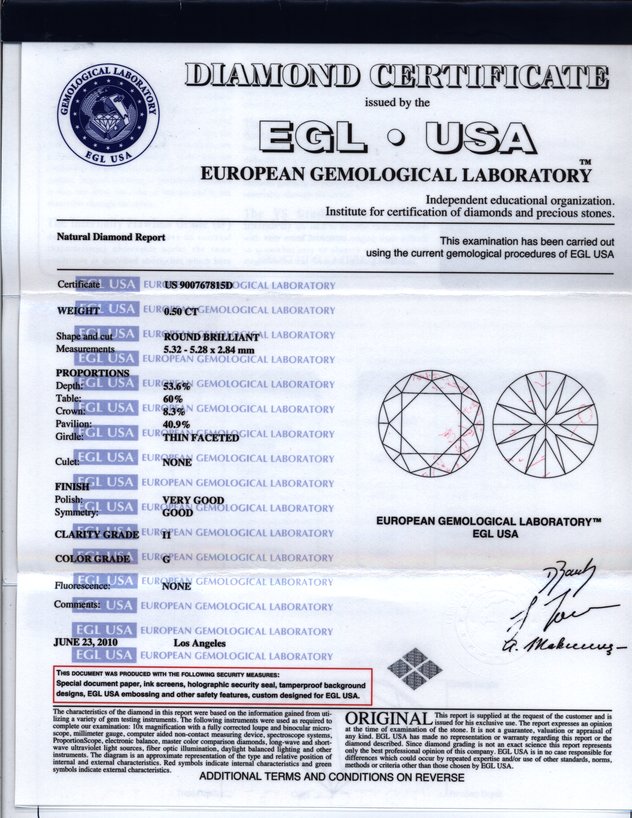 GEMOLOGICAL LABORATORY
EGL USA
DIAMOND CERTIFICATE
issued by the
EGL • USA
EUROPEAN GEMOLOGICAL LABORATORY™
Independent educational organization.
Institute for certification of diamonds and precious stones.
Natural Diamond Report
This examination has been carried out
using the current gemological procedures of EGL USA
Certificate US 900767815D
WEIGHT 0.50 CT
Shape and cut ROUND BRILLIANT
Measurements 5.32 - 5.28 x 2.84 mm
PROPORTIONS
Depth: 53.6%
Table: 60%
Crown: 8.3%
Pavilion: 40.9%
Girdle: THIN FACETED
Culet: NONE
FINISH
Polish: VERY GOOD
Symmetry: GOOD
CLARITY GRADE I1
COLOR GRADE G
Fluorescence: NONE
Comments:
EGL USA EUROPEAN GEMOLOGICAL LABORATORY
JUNE 23, 2010 Los Angeles
EUROPEAN GEMOLOGICAL LABORATORY™
EGL USA
THIS DOCUMENT WAS PRODUCED WITH THE FOLLOWING SECURITY MEASURES:
Special document paper, ink screens, holographic security seal, tamperproof background
designs, EGL USA embossing and other safety features, custom designed for EGL USA.
The characteristics of the diamond in this report were based on the information gained from uti-
lizing a variety of gem testing instruments. The following instruments were used as required to
complete our examination: 10x magnification with a fully corrected loupe and binocular micro-
scope, millimeter gauge, computer aided non-contact measuring device, spectroscope systems,
ProportionScope, electronic balance, master color comparison diamonds, long-wave and short-
wave ultraviolet light sources, fiber optic illumination, daylight balanced lighting and other
instruments. The diagram is an approximate representation of the type and relative position of
internal and external characteristics. Red symbols indicate internal characteristics and green
symbols indicate external characteristics.
ORIGINAL This report is supplied at the request of the customer and is
issued for his exclusive use. The report expresses an opinion
at the time of examination of the stone. It is not a guarantee, valuation or appraisal of
any kind. EGL USA has made no representation or warranty regarding this report or the
diamond described. Since diamond grading is not an exact science this report represents
only the best professional opinion of this company. EGL USA is in no case responsible for
differences which could occur by repeated expertise and/or use of other standards, norms,
methods or criteria other than those chosen by EGL USA.
ADDITIONAL TERMS AND CONDITIONS ON REVERSE